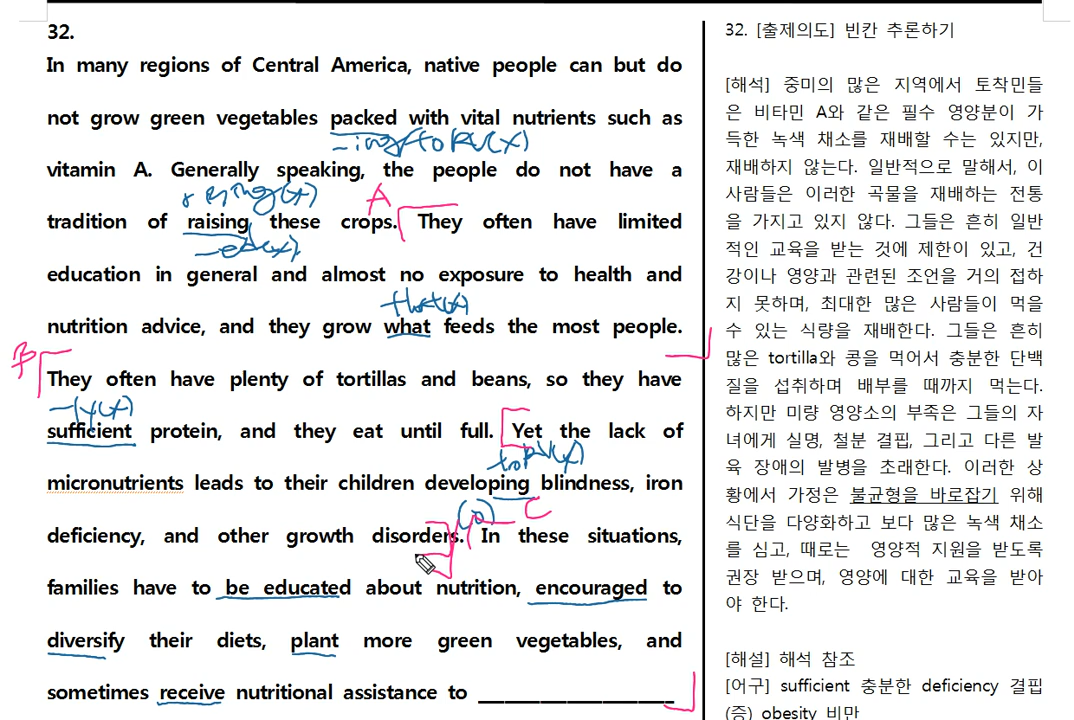 32.
In many regions of Central America, native people can but do
not grow green vegetables packed with vital nutrients such as
-ing/to R V(x)
vitamin A. Generally speaking, the people do not have a
A
tradition of raising these crops. They often have limited
-ed(x)
education in general and almost no exposure to health and
that(x)
nutrition advice, and they grow what feeds the most people.
B
They often have plenty of tortillas and beans, so they have
-ly(x)
sufficient protein, and they eat until full. Yet the lack of
to R V(x)
micronutrients leads to their children developing blindness, iron
(o) C
deficiency, and other growth disorders. In these situations,
families have to be educated about nutrition, encouraged to
diversify their diets, plant more green vegetables, and
sometimes receive nutritional assistance to ____________
32. [출제의도] 빈칸 추론하기
[해석] 중미의 많은 지역에서 토착민들
은 비타민 A와 같은 필수 영양분이 가
득한 녹색 채소를 재배할 수는 있지만,
재배하지 않는다. 일반적으로 말해서, 이
사람들은 이러한 곡물을 재배하는 전통
을 가지고 있지 않다. 그들은 흔히 일반
적인 교육을 받는 것에 제한이 있고, 건
강이나 영양과 관련된 조언을 거의 접하
지 못하며, 최대한 많은 사람들이 먹을
수 있는 식량을 재배한다. 그들은 흔히
많은 tortilla와 콩을 먹어서 충분한 단백
질을 섭취하며 배부를 때까지 먹는다.
하지만 미량 영양소의 부족은 그들의 자
녀에게 실명, 철분 결핍, 그리고 다른 발
육 장애의 발병을 초래한다. 이러한 상
황에서 가정은 불균형을 바로잡기 위해
식단을 다양화하고 보다 많은 녹색 채소
를 심고, 때로는 영양적 지원을 받도록
권장 받으며, 영양에 대한 교육을 받아
야 한다.
[해설] 해석 참조
[어구] sufficient 충분한 deficiency 결핍
(증) obesity 비만